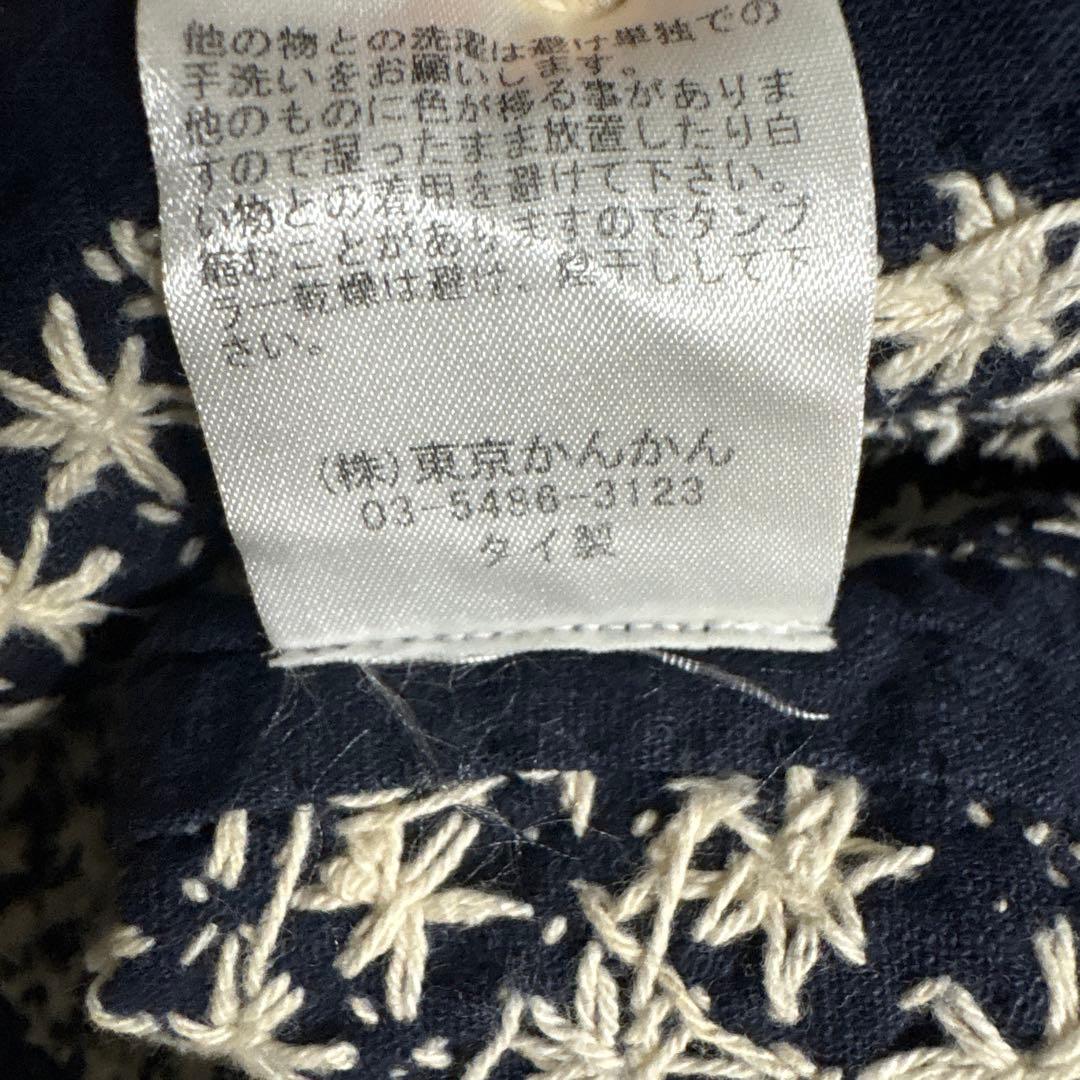 他の物との洗濯は避け単独での
手洗いをお願いします。
他のものに色が移る事がありま
すので湿ったまま放置したり白
い物との着用を避けて下さい。
縮むことがありますのでタンブ
ラー乾燥は避け、陰干しして下
さい。
(株)東京かんかん
03-5486-3123
タイ製